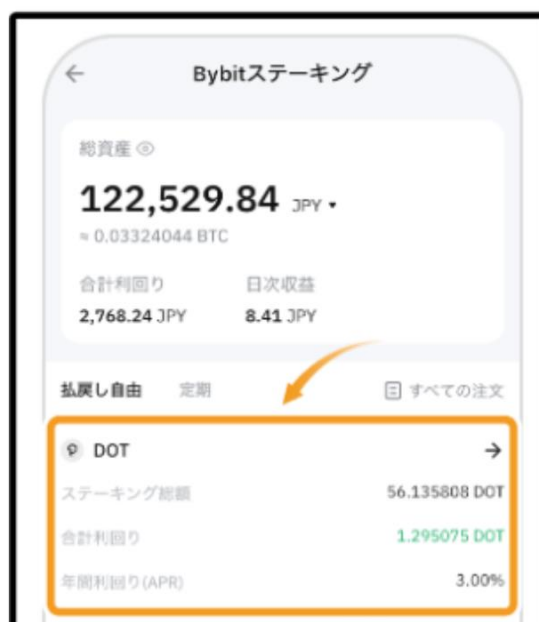 Bybitステーキング
総資産
122,529.84 JPY
≈ 0.03324044 BTC
合計利回り 日次収益
2,768.24 JPY 8.41 JPY
払戻し自由 定期 すべての注文
DOT
ステーキング総額 56.135808 DOT
合計利回り 1.295075 DOT
年間利回り(APR) 3.00%